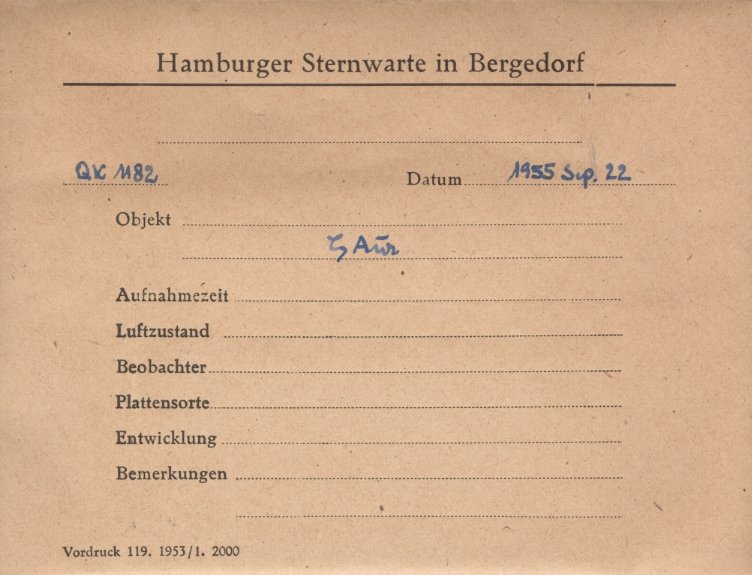 Hamburger Sternwarte in Bergedorf
QK 1182 Datum 1955 Sep. 22
Objekt
ζ Aur
Aufnahmezeit
Luftzustand
Beobachter
Plattensorte
Entwicklung
Bemerkungen
Vordruck 119. 1953/1. 2000